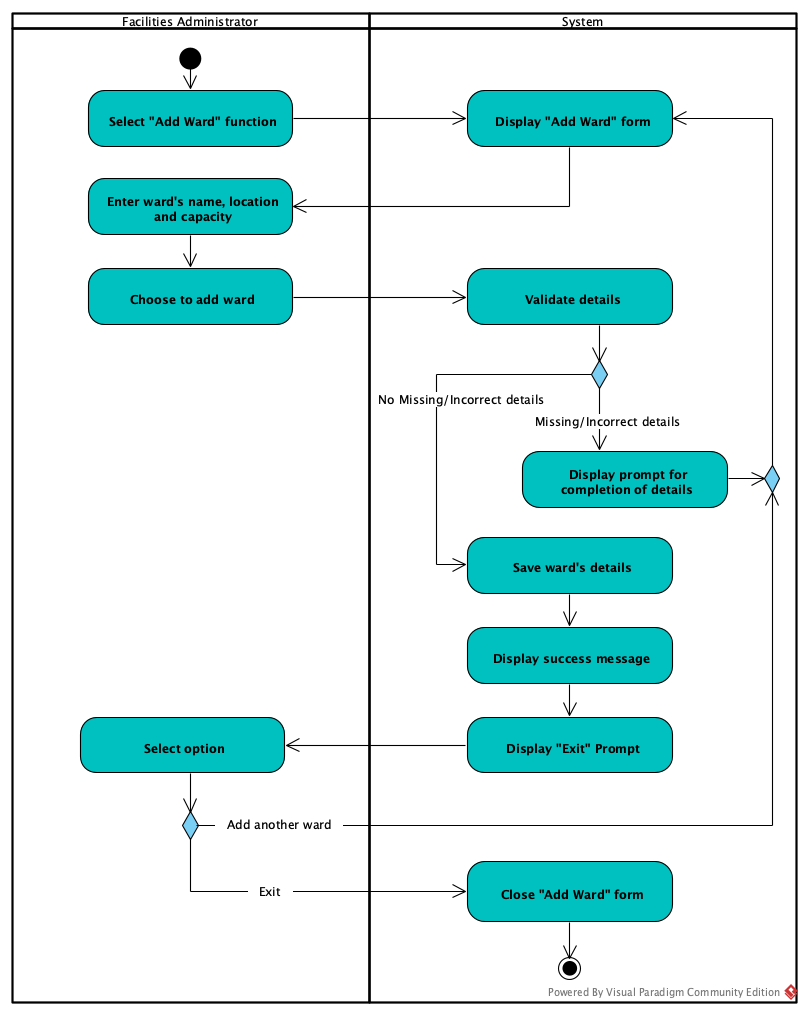 Facilities Administrator
System
Select "Add Ward" function
Display "Add Ward" form
Enter ward's name, location
and capacity
Choose to add ward
Validate details
No Missing/Incorrect details
Missing/Incorrect details
Display prompt for
completion of details
Save ward's details
Display success message
Select option
Display "Exit" Prompt
Add another ward
Exit
Close "Add Ward" form
Powered By Visual Paradigm Community Edition